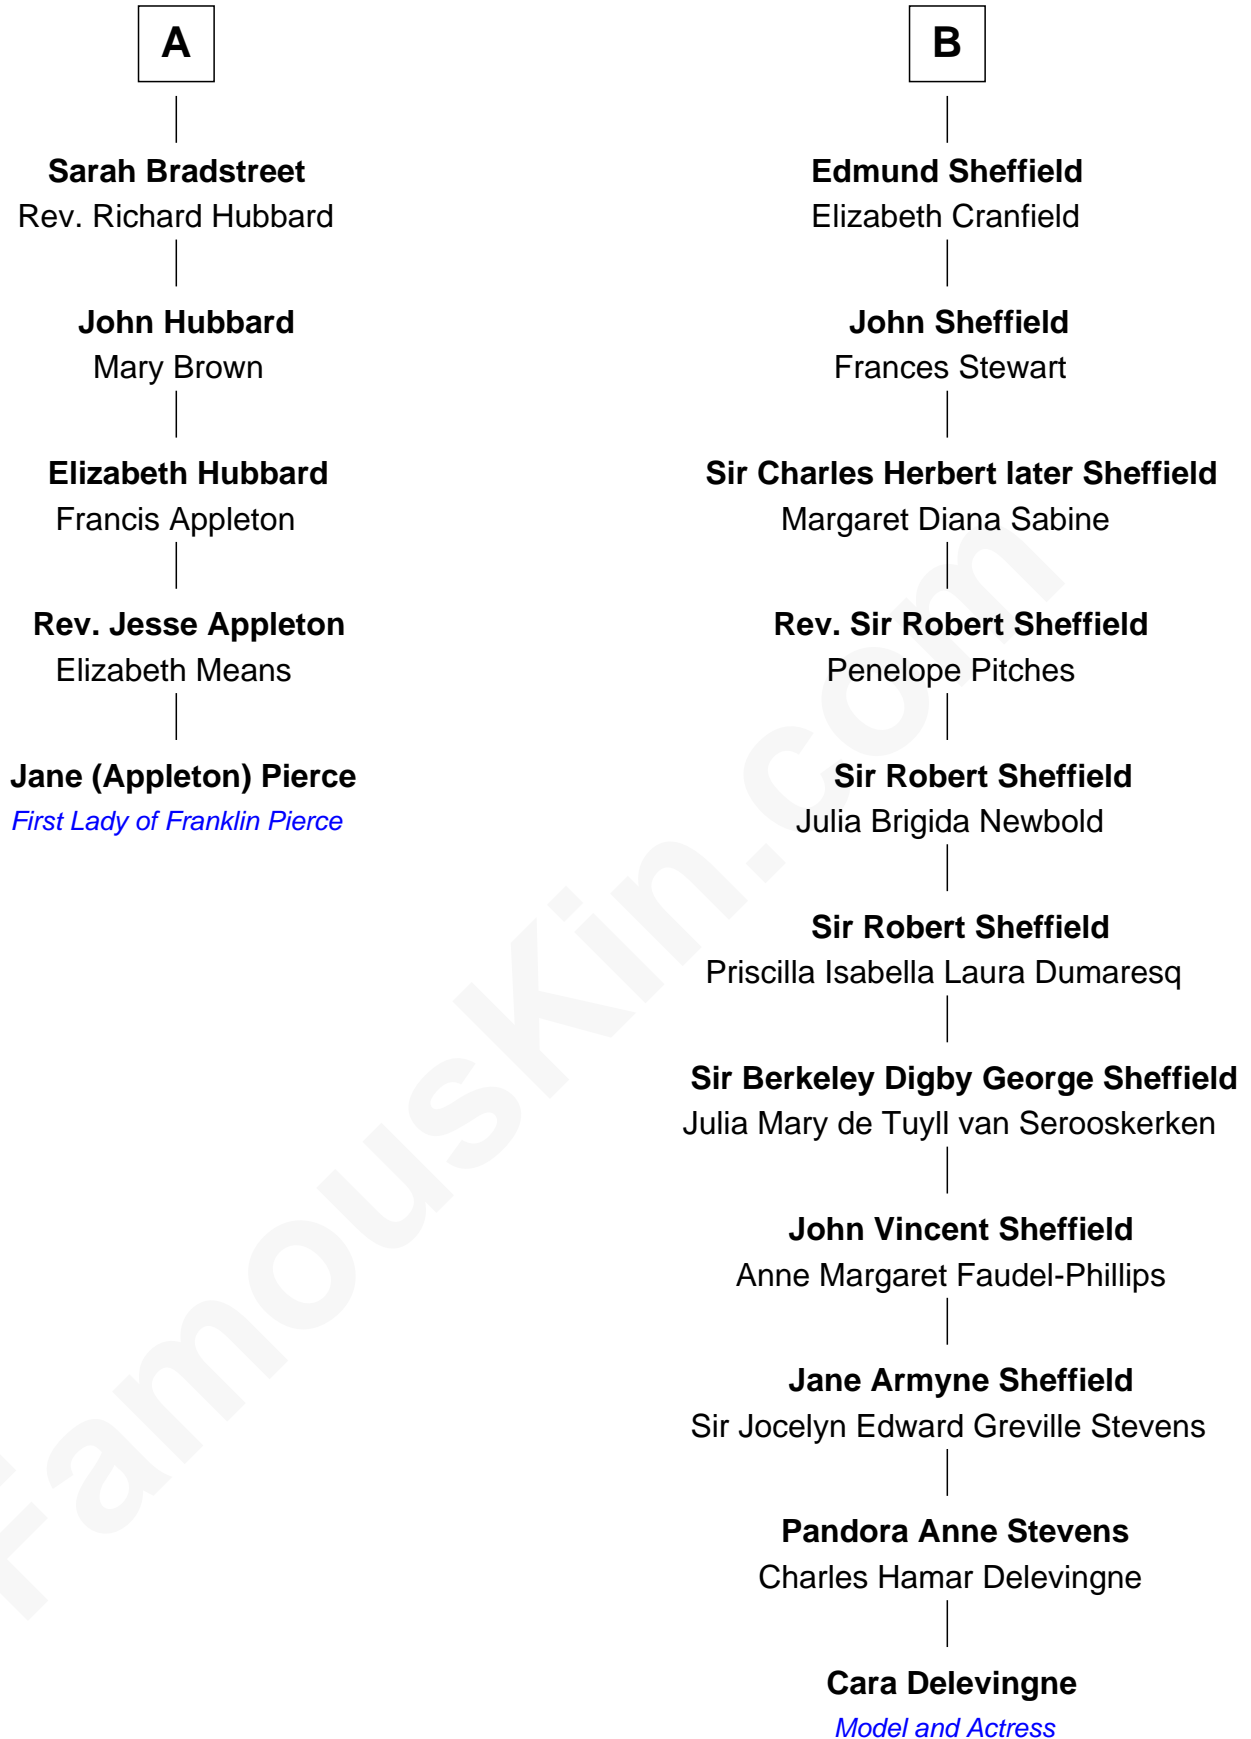 A
Sarah Bradstreet
Rev. Richard Hubbard
John Hubbard
Mary Brown
Elizabeth Hubbard
Francis Appleton
Rev. Jesse Appleton
Elizabeth Means
Jane (Appleton) Pierce
First Lady of Franklin Pierce
B
Edmund Sheffield
Elizabeth Cranfield
John Sheffield
Frances Stewart
Sir Charles Herbert later Sheffield
Margaret Diana Sabine
Rev. Sir Robert Sheffield
Penelope Pitches
Sir Robert Sheffield
Julia Brigida Newbold
Sir Robert Sheffield
Priscilla Isabella Laura Dumaresq
Sir Berkeley Digby George Sheffield
Julia Mary de Tuyll van Serooskerken
John Vincent Sheffield
Anne Margaret Faudel-Phillips
Jane Armyne Sheffield
Sir Jocelyn Edward Greville Stevens
Pandora Anne Stevens
Charles Hamar Delevingne
Cara Delevingne
Model and Actress
FamousKin.com